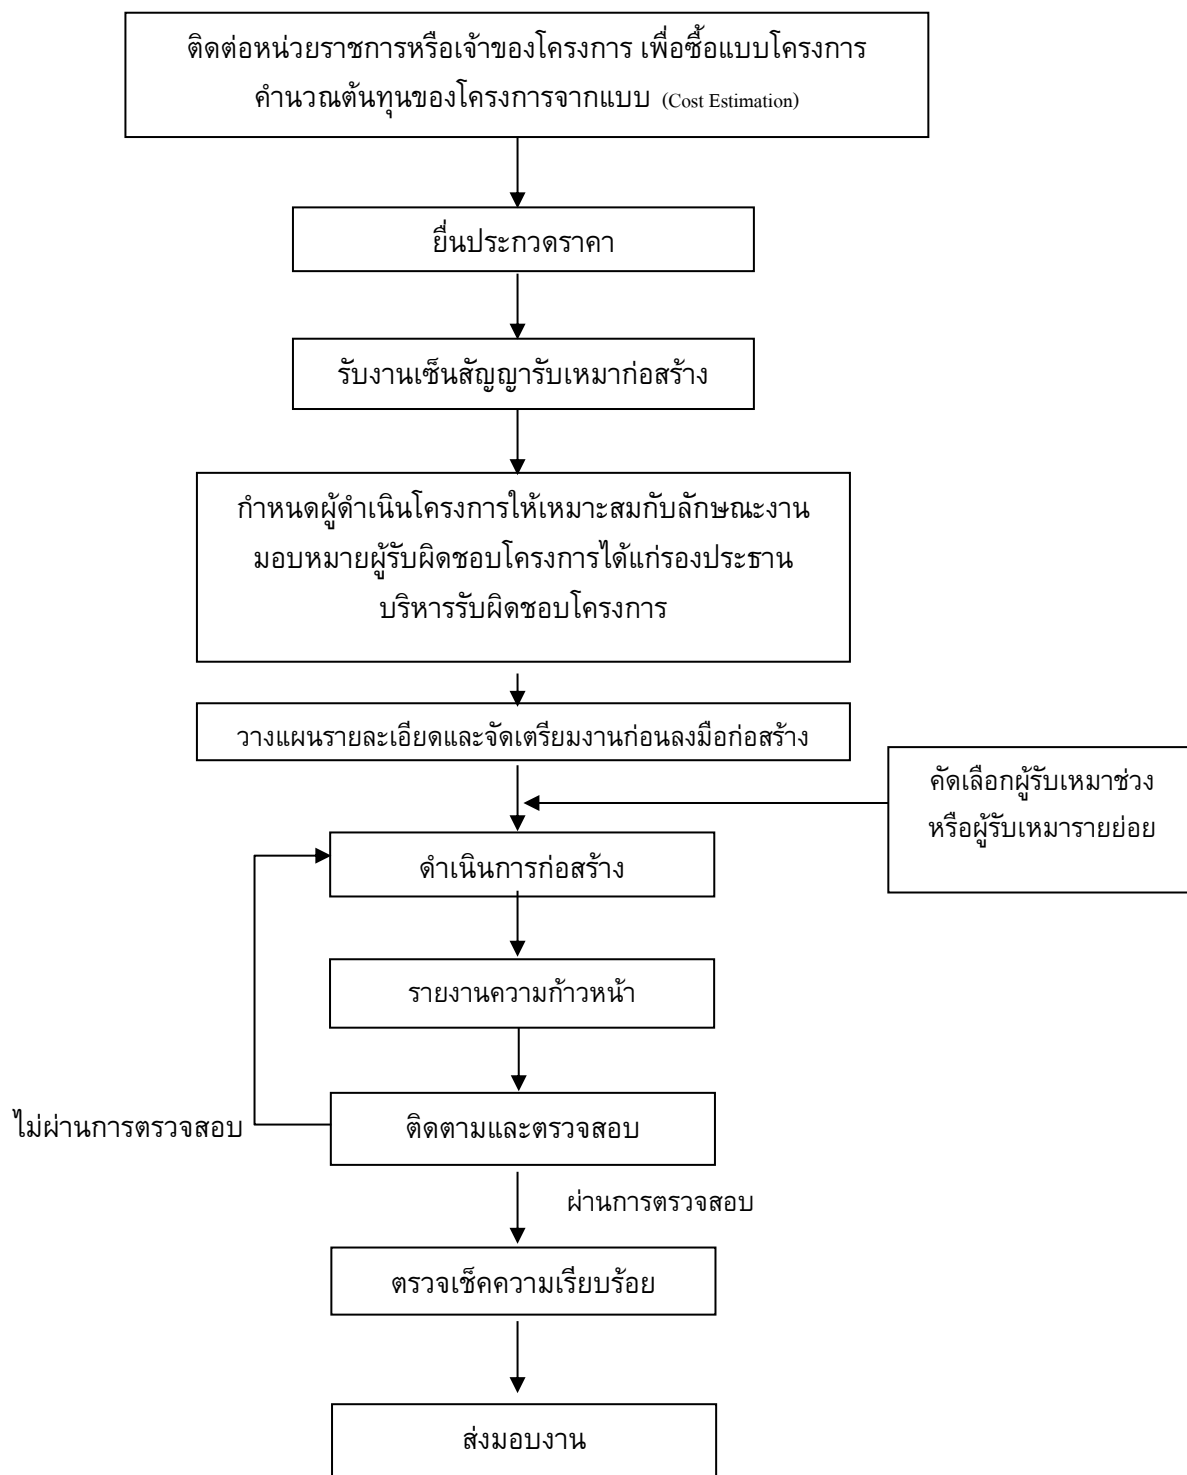 ติดต่อหน่วยราชการหรือเจ้าของโครงการ เพื่อซื้อแบบโครงการ
คำนวณต้นทุนของโครงการจากแบบ (Cost Estimation)
ยื่นประกวดราคา
รับงานเซ็นสัญญารับเหมาก่อสร้าง
กำหนดผู้ดำเนินโครงการให้เหมาะสมกับลักษณะงาน
มอบหมายผู้รับผิดชอบโครงการได้แก่รองประธาน
บริหารรับผิดชอบโครงการ
วางแผนรายละเอียดและจัดเตรียมงานก่อนลงมือก่อสร้าง
คัดเลือกผู้รับเหมาช่วง
หรือผู้รับเหมารายย่อย
ดำเนินการก่อสร้าง
รายงานความก้าวหน้า
ไม่ผ่านการตรวจสอบ
ติดตามและตรวจสอบ
ผ่านการตรวจสอบ
ตรวจเช็คความเรียบร้อย
ส่งมอบงาน